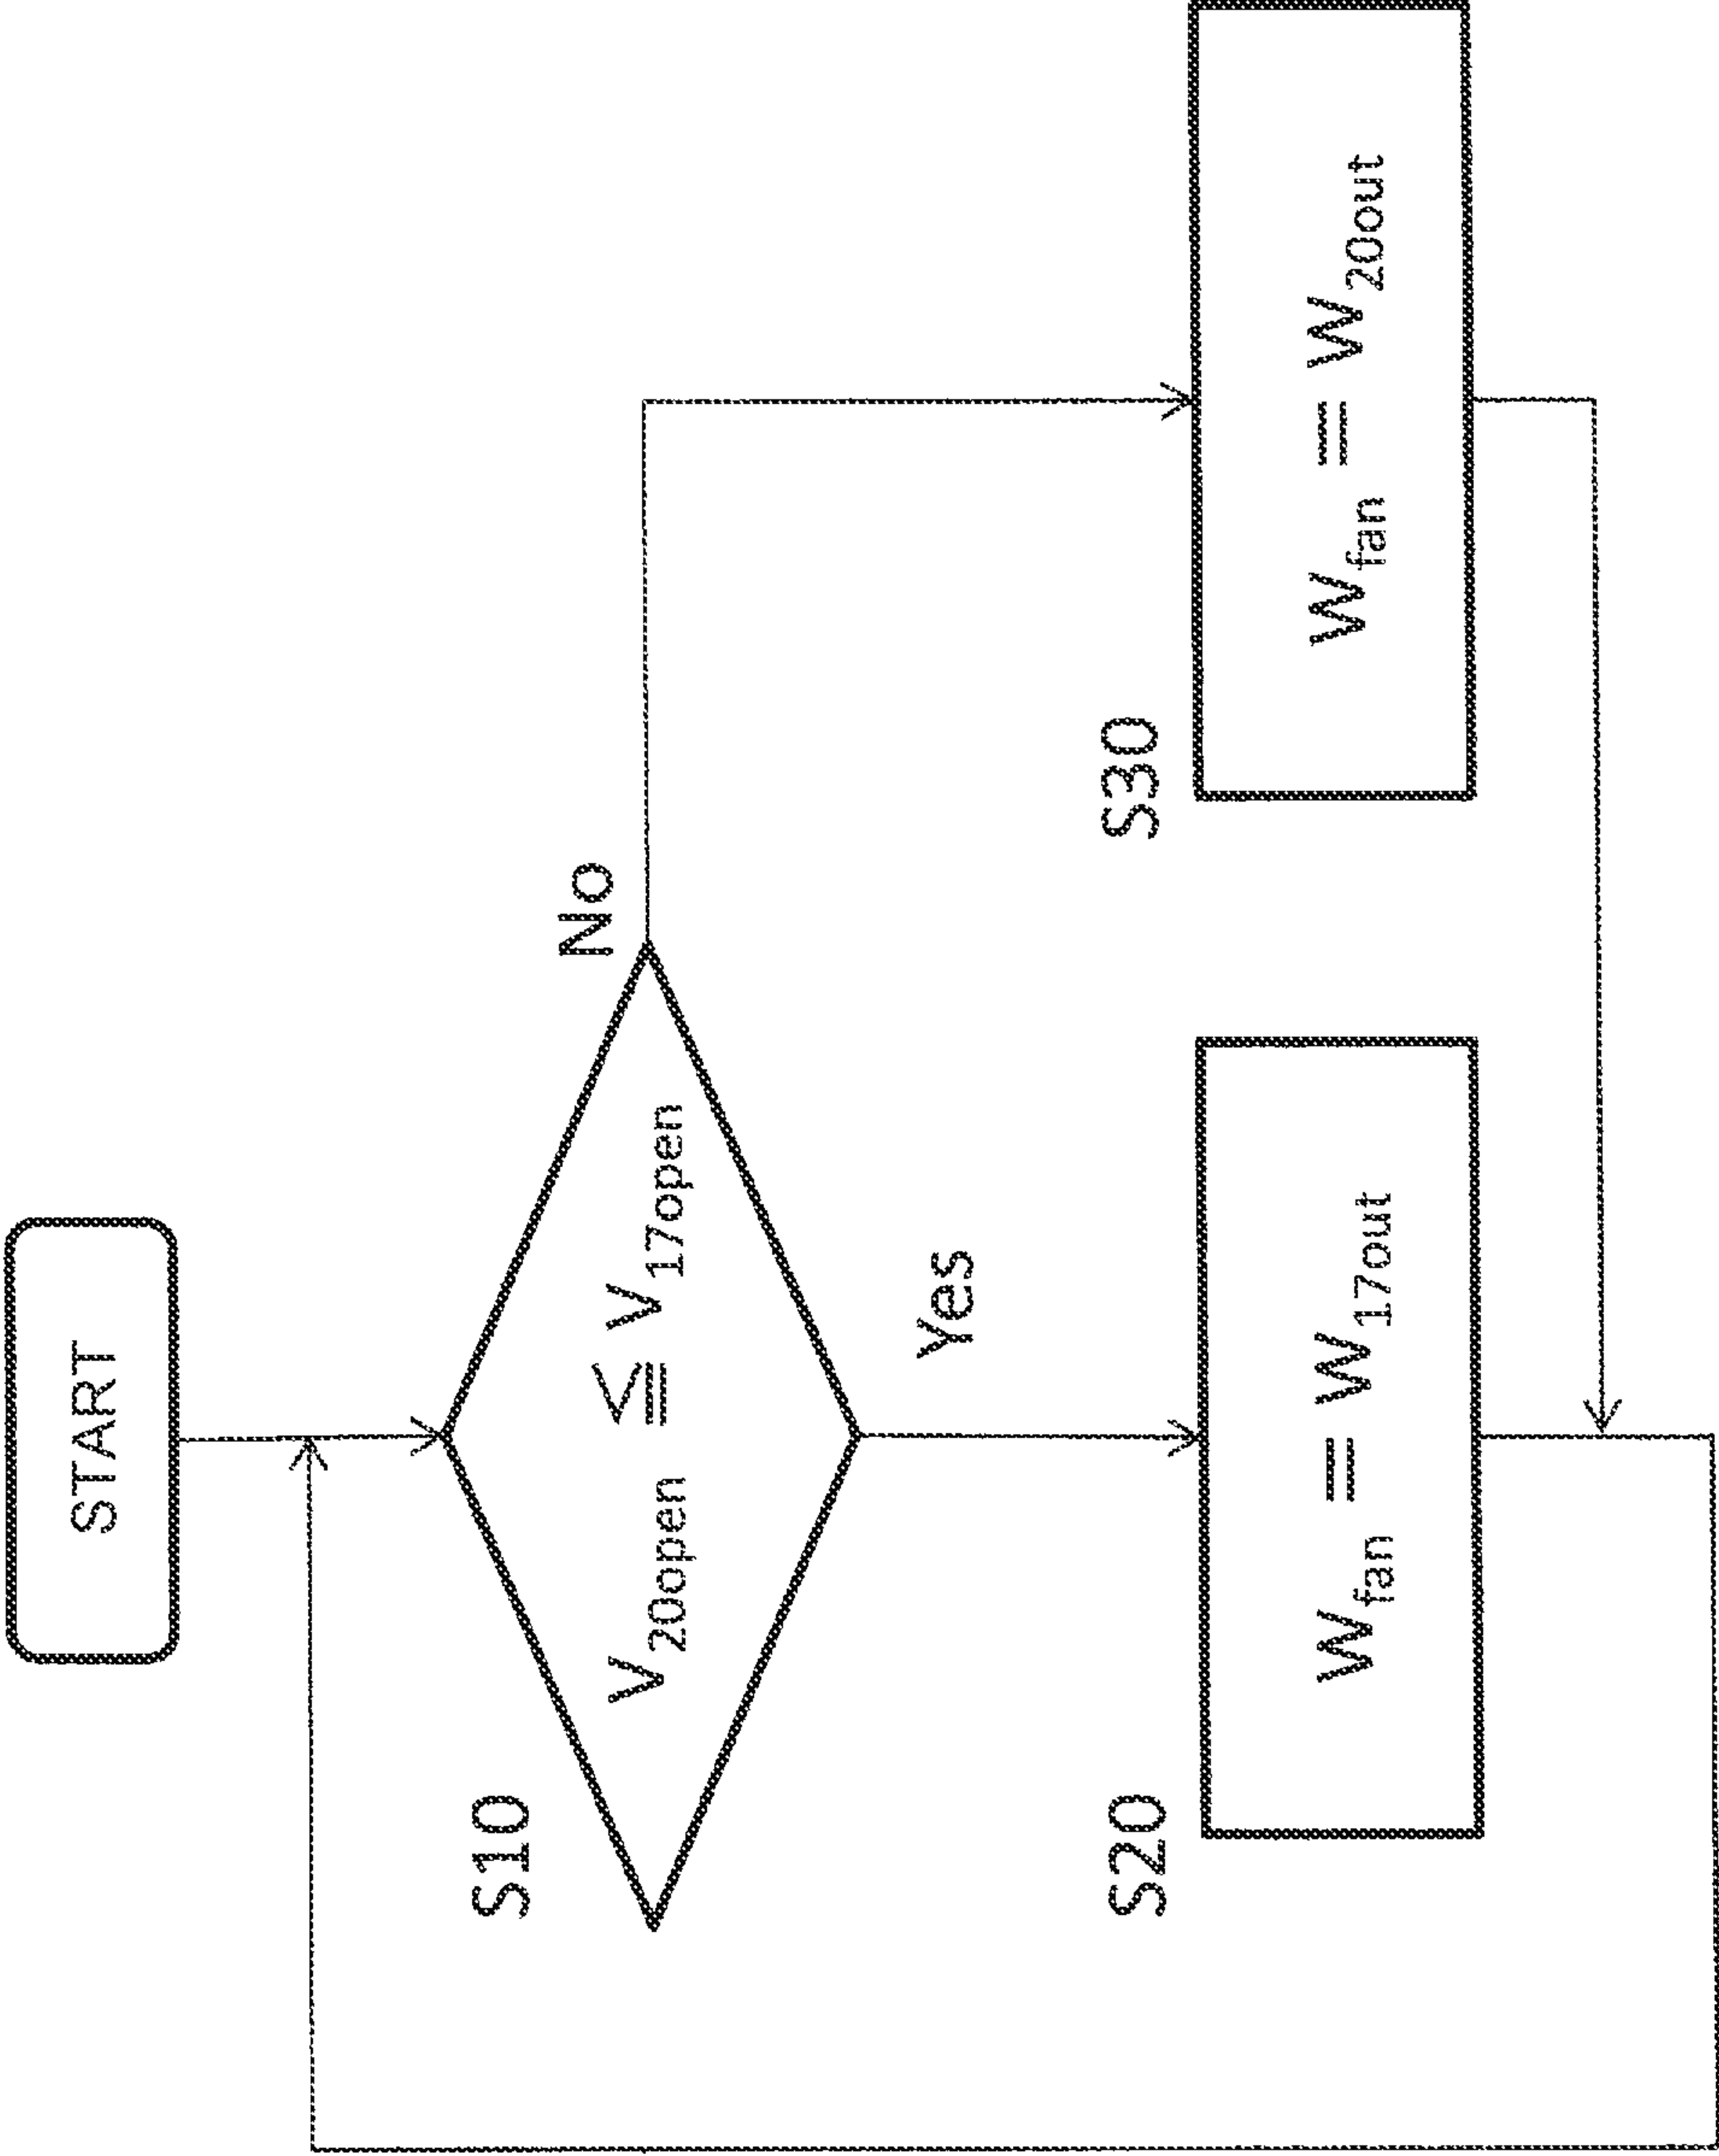 START
S10
V20open ≦ V17open
No
Yes
S20
Wfan = W17out
S30
Wfan = W20out